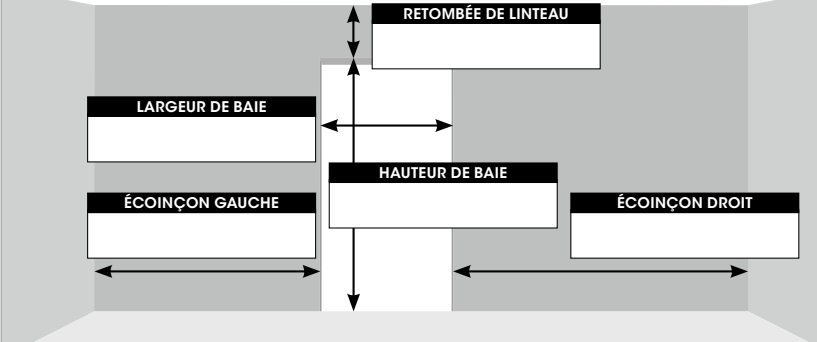 RETOMBÉE DE LINTEAU
LARGEUR DE BAIE
HAUTEUR DE BAIE
ÉCOINÇON GAUCHE
ÉCOINÇON DROIT